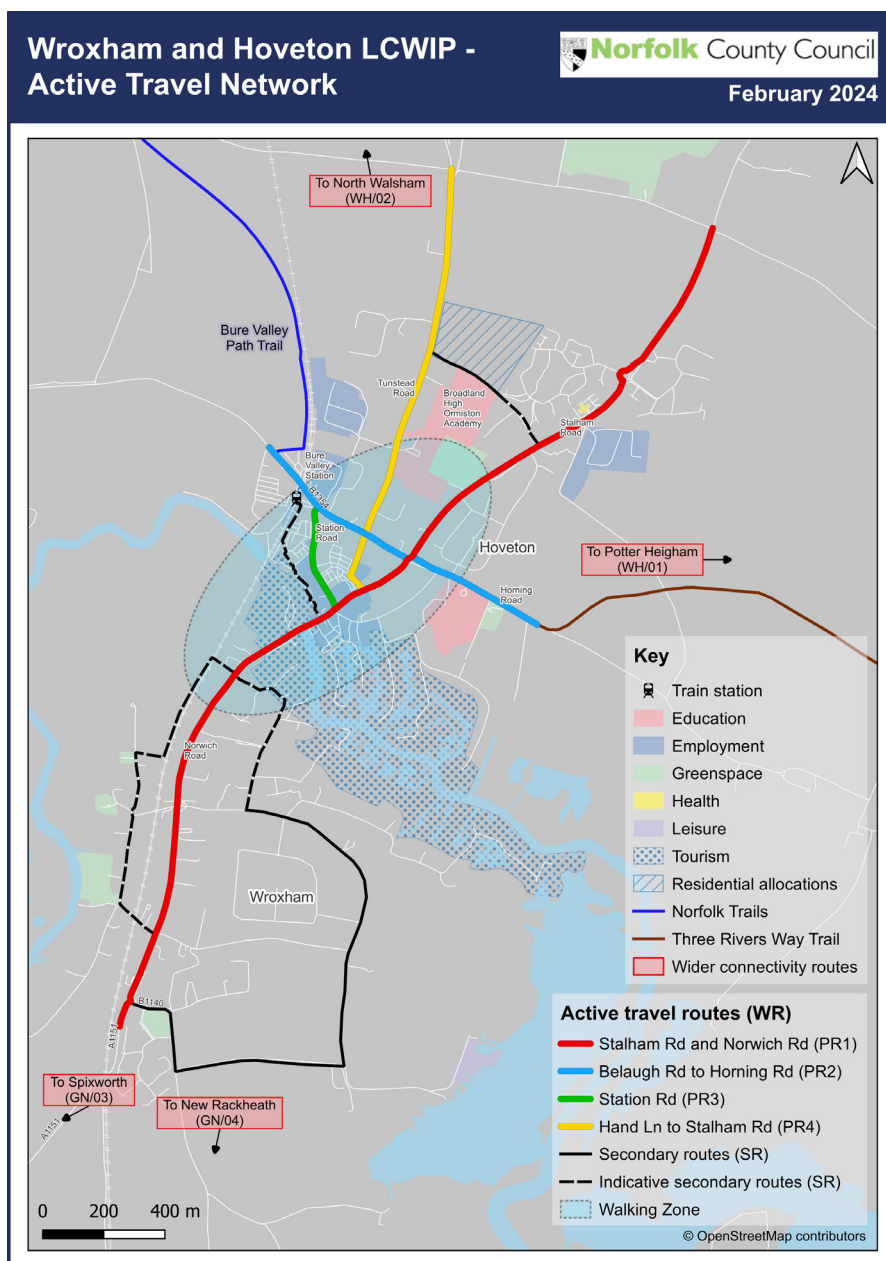 Wroxham and Hoveton LCWIP -
Active Travel Network
Norfolk County Council
February 2024
To North Walsham
(WH/02)
Bure Valley
Path Trail
Tunstead
Road
Broadland
High
Ormiston
Academy
Stalham
Road
Bure
Valley
Station
B1354
Station
Road
Hoveton
To Potter Heigham
(WH/01)
Horning
Road
Norwich
Road
Wroxham
B1140
A1151
To Spixworth
(GN/03)
A1151
To New Rackheath
(GN/04)
Key
Train station
Education
Employment
Greenspace
Health
Leisure
Tourism
Residential allocations
Norfolk Trails
Three Rivers Way Trail
Wider connectivity routes
Active travel routes (WR)
Stalham Rd and Norwich Rd (PR1)
Belaugh Rd to Horning Rd (PR2)
Station Rd (PR3)
Hand Ln to Stalham Rd (PR4)
Secondary routes (SR)
Indicative secondary routes (SR)
Walking Zone
0 200 400 m
© OpenStreetMap contributors